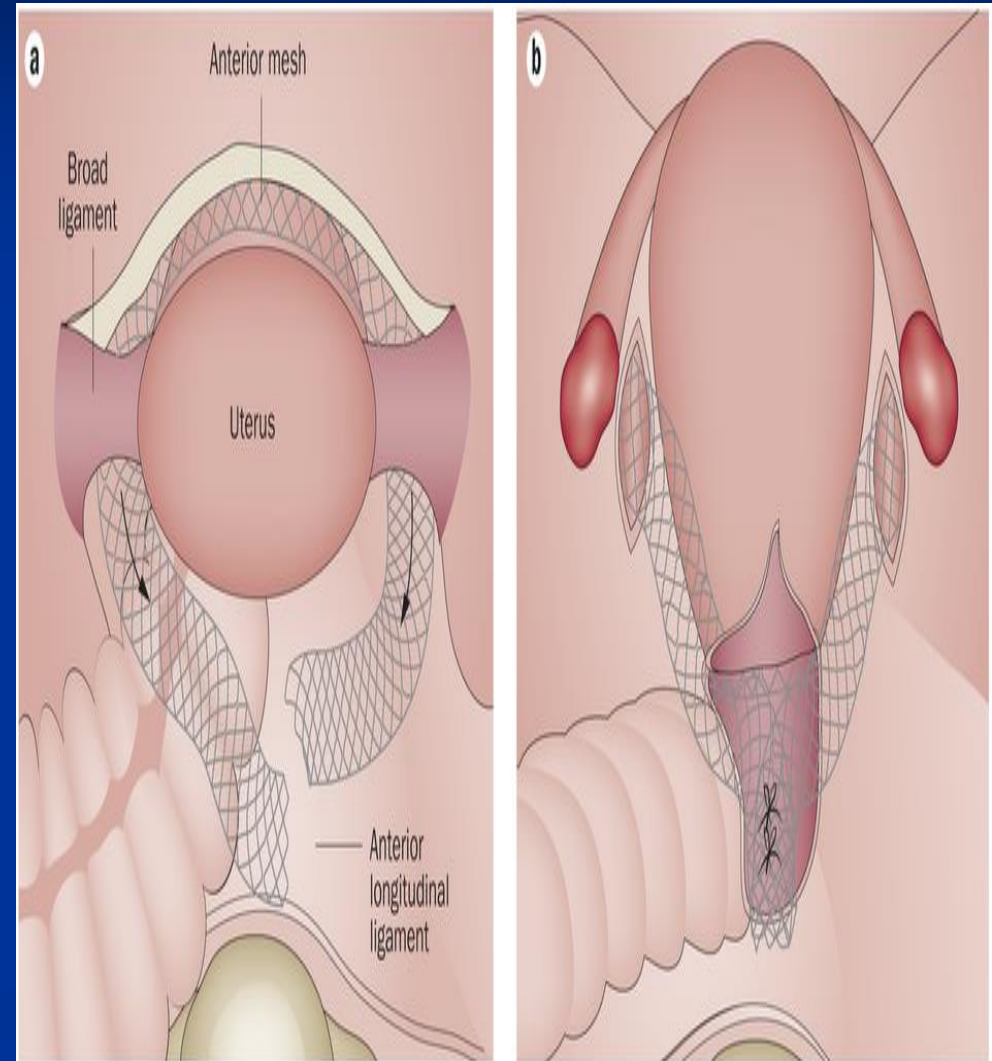 a
Anterior mesh
Broad
ligament
Uterus
Anterior
longitudinal
ligament
b